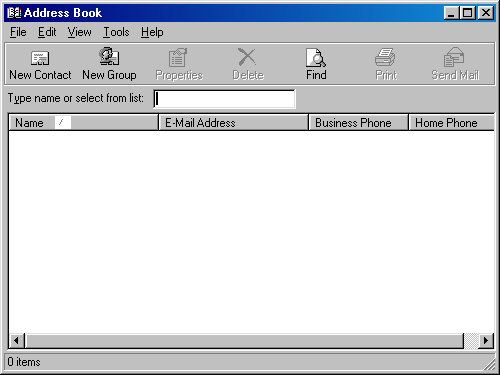 Address Book
File Edit View Tools Help
New Contact New Group Properties Delete Find Print Send Mail
Type name or select from list:
Name E-Mail Address Business Phone Home Phone
0 items